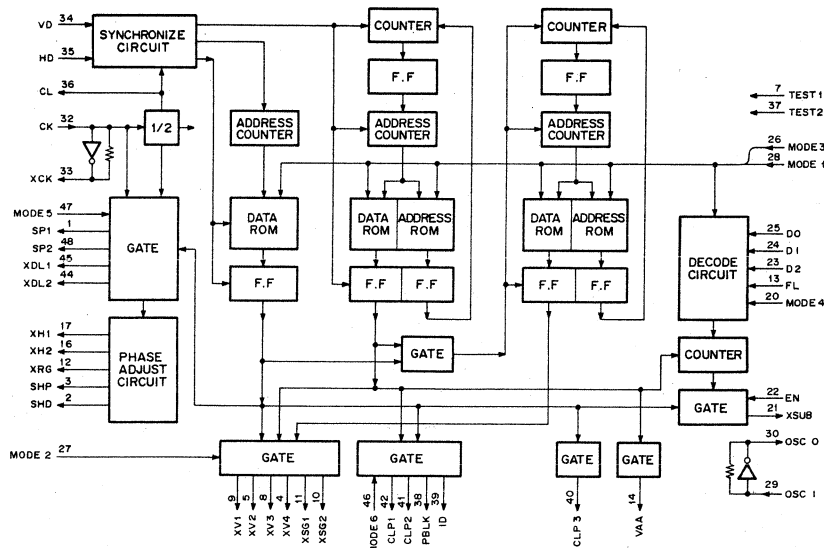 VD 34
HD 35
CL 36
CK 32
XCK 33
MODE 5 47
SP1 1
SP2 48
XDL1 45
XDL2 44
XH1 17
XH2 16
XRG 12
SHP 3
SHD 2
MODE 2 27
SYNCHRONIZE
CIRCUIT
1/2
GATE
PHASE
ADJUST
CIRCUIT
ADDRESS
COUNTER
DATA
ROM
F.F
COUNTER
F.F
ADDRESS
COUNTER
DATA
ROM
ADDRESS
ROM
F.F
F.F
GATE
COUNTER
F.F
ADDRESS
COUNTER
DATA
ROM
ADDRESS
ROM
F.F
F.F
7 TEST1
37 TEST2
26 MODE 3
28 MODE 1
25 D0
24 D1
23 D2
13 FL
20 MODE 4
DECODE
CIRCUIT
COUNTER
GATE
22 EN
21 XSUB
30 OSC O
29 OSC I
GATE
GATE
GATE
GATE
9 XV1
5 XV2
8 XV3
4 XV4
11 XSG1
10 XSG2
46 MODE6
42 CLP1
41 CLP2
38 PBLK
39 ID
40 CLP3
14 VAA